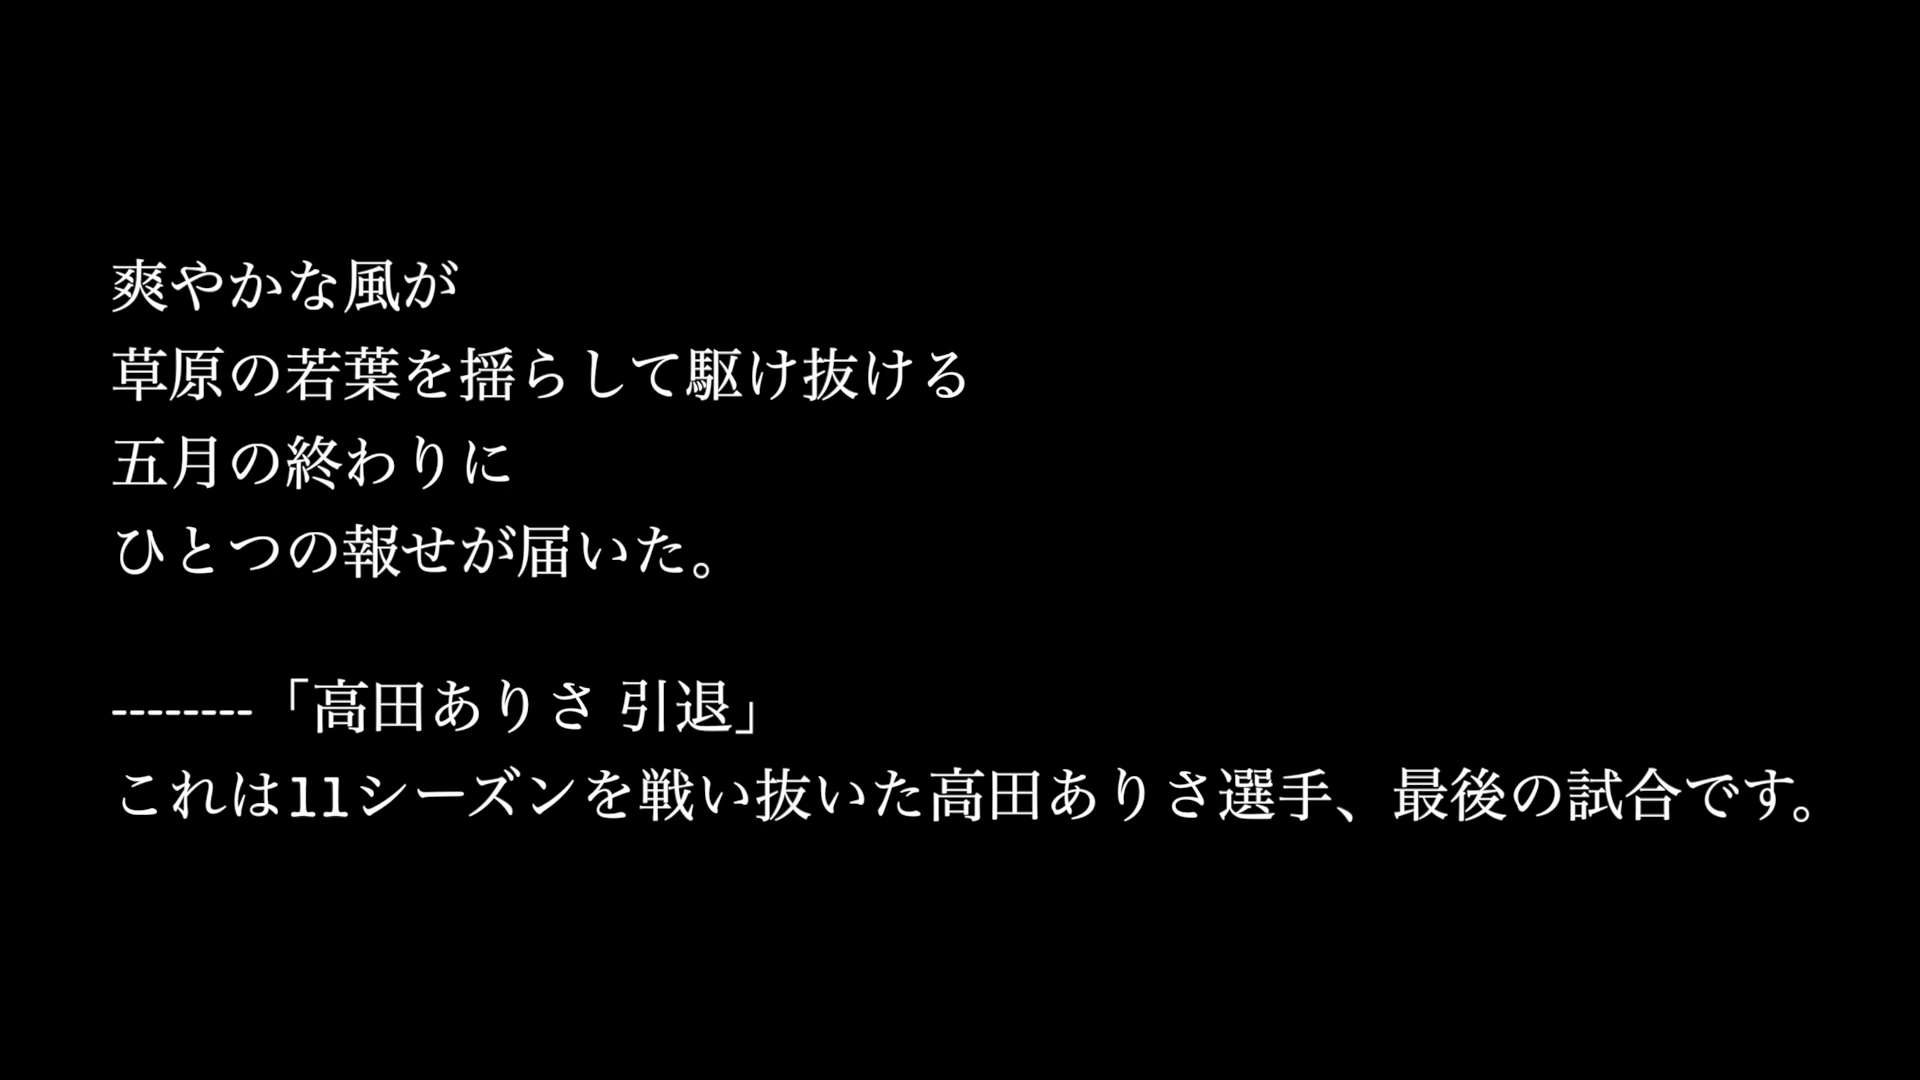 爽やかな風が
草原の若葉を揺らして駆け抜ける
五月の終わりに
ひとつの報せが届いた。
--------「高田ありさ 引退」
これは11シーズンを戦い抜いた高田ありさ選手、最後の試合です。